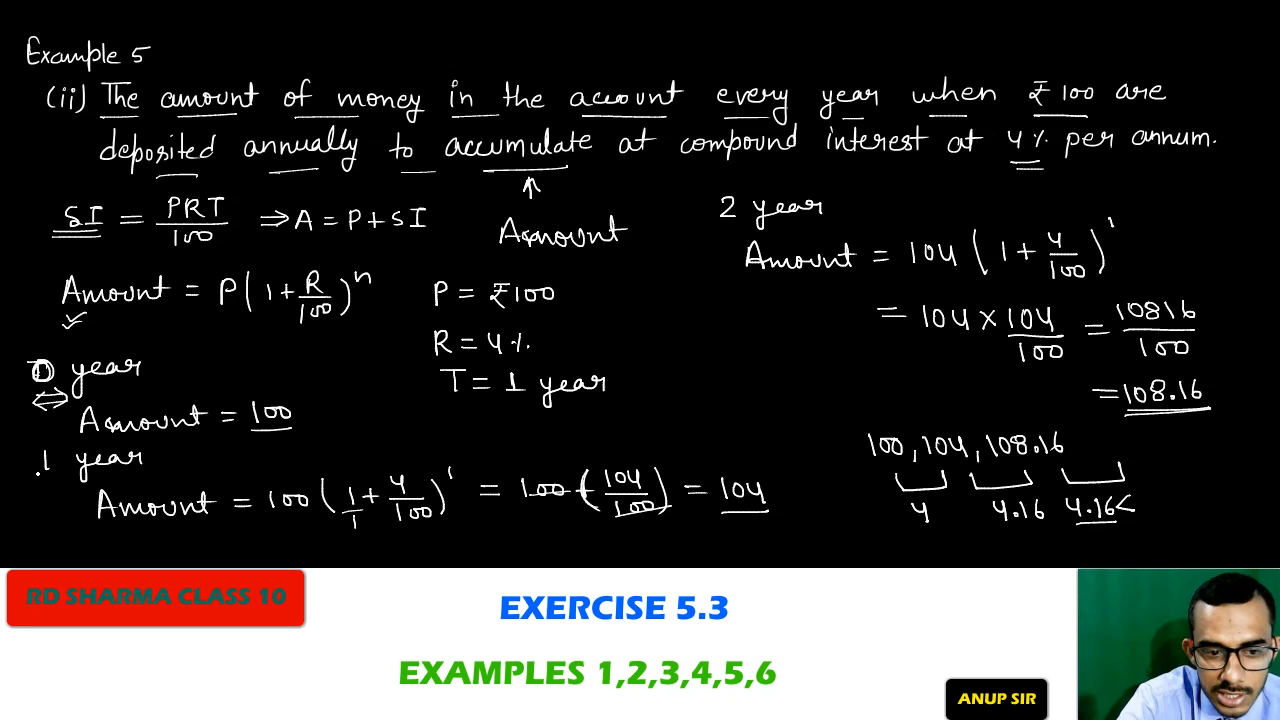 Example 5
(ii) The amount of money in the account every year when ₹100 are
deposited annually to accumulate at compound interest at 4% per annum.
SI = PRT/100 ⇒ A = P + SI
↑
Amount
Amount = P(1 + R/100)^n
✓
P = ₹100
R = 4%
T = 1 year
0 year
⇔
Amount = 100
.1 year
Amount = 100 (1/1 + 4/100)^1 = 100 (104/100) = 104
2 year
Amount = 104 (1 + 4/100)^1
= 104 × 104/100 = 10816/100
= 108.16
100, 104, 108.16
4 4.16 4.16<
RD SHARMA CLASS 10
EXERCISE 5.3
EXAMPLES 1,2,3,4,5,6
ANUP SIR